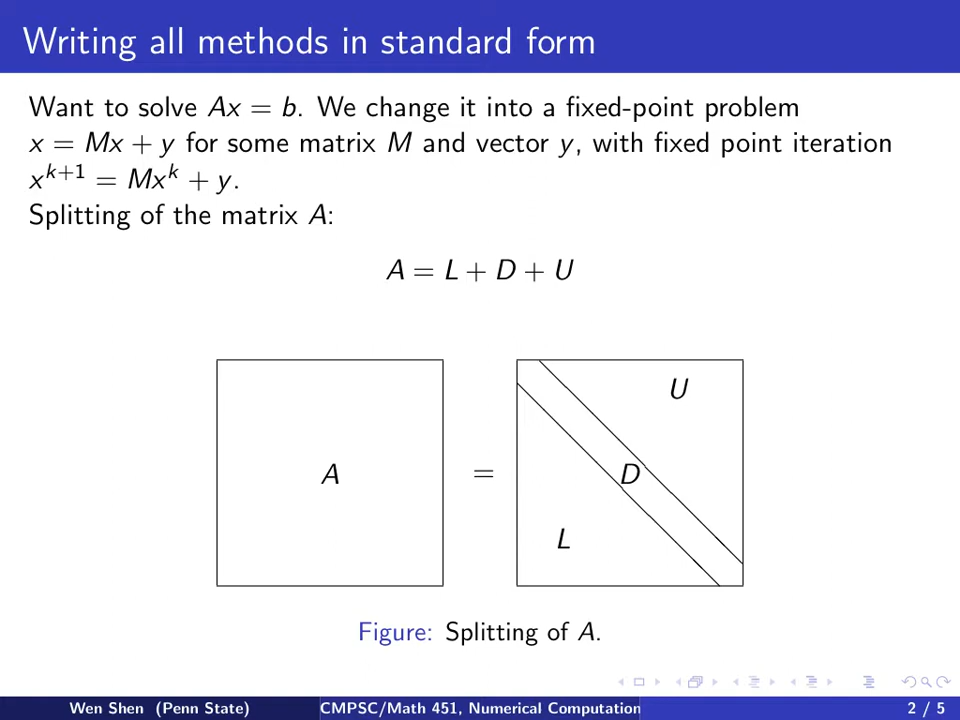 Writing all methods in standard form
Want to solve Ax = b. We change it into a fixed-point problem
x = Mx + y for some matrix M and vector y, with fixed point iteration
x^{k+1} = Mx^k + y.
Splitting of the matrix A:
A = L + D + U
U
A = D
L
Figure: Splitting of A.
Wen Shen (Penn State) CMPSC/Math 451, Numerical Computation 2 / 5